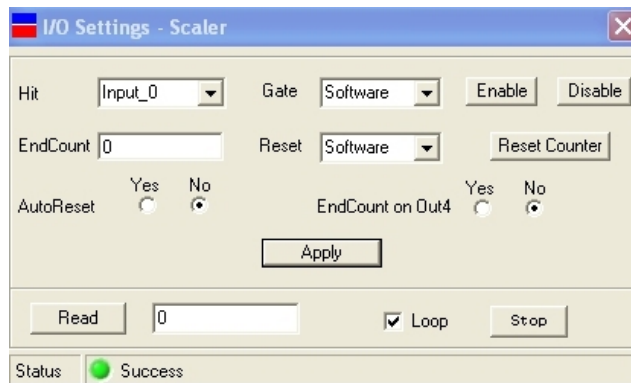 I/O Settings - Scaler
Hit Input_0 Gate Software Enable Disable
EndCount 0 Reset Software Reset Counter
Yes No Yes No
AutoReset EndCount on Out4
Apply
Read 0 Loop Stop
Status Success